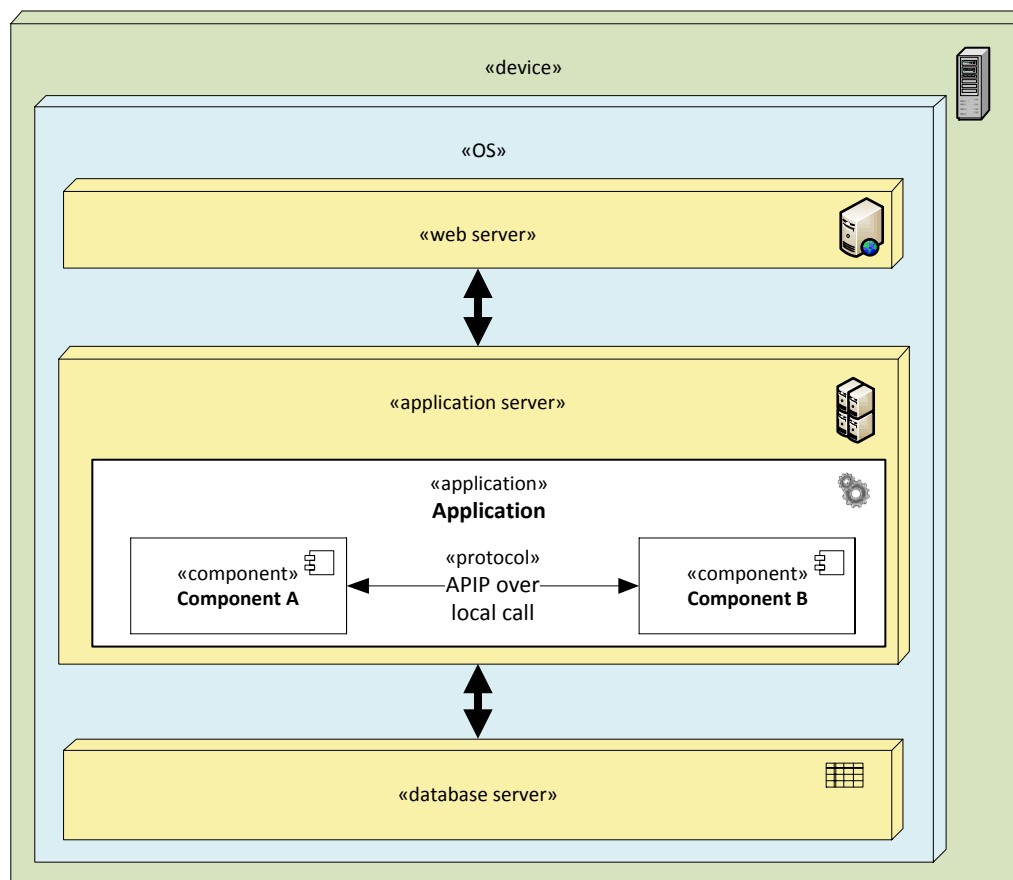 «device»
«OS»
«web server»
«application server»
«application»
Application
«component»
Component A
«protocol»
APIP over
local call
«component»
Component B
«database server»